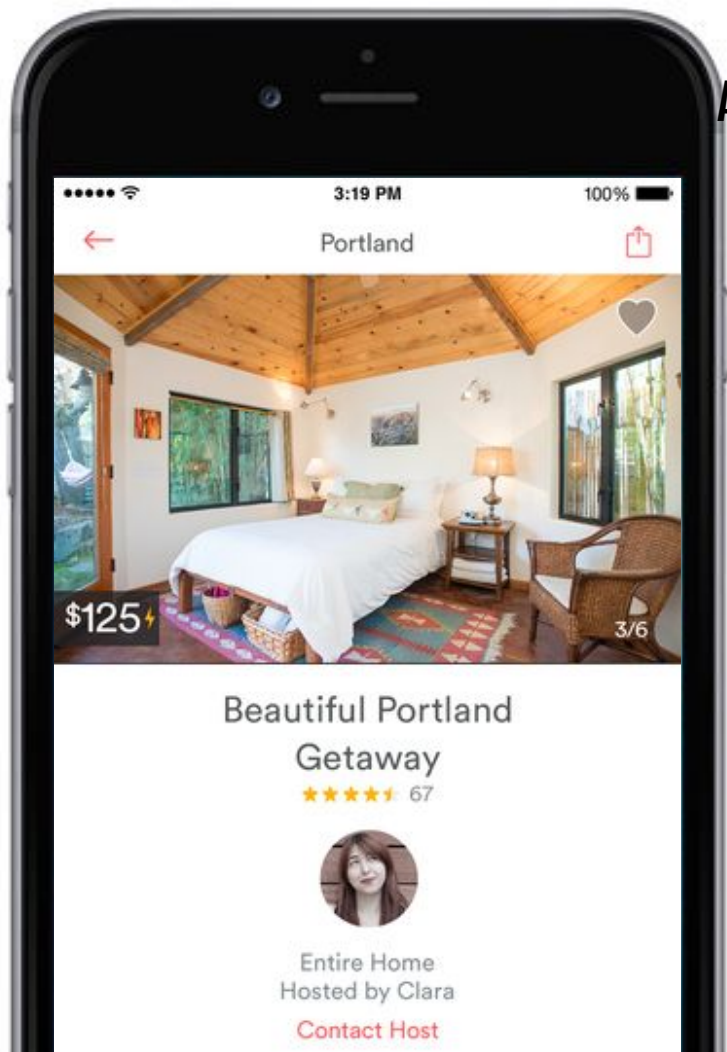 3:19 PM
100%
Portland
$125
3/6
Beautiful Portland
Getaway
67
Entire Home
Hosted by Clara
Contact Host